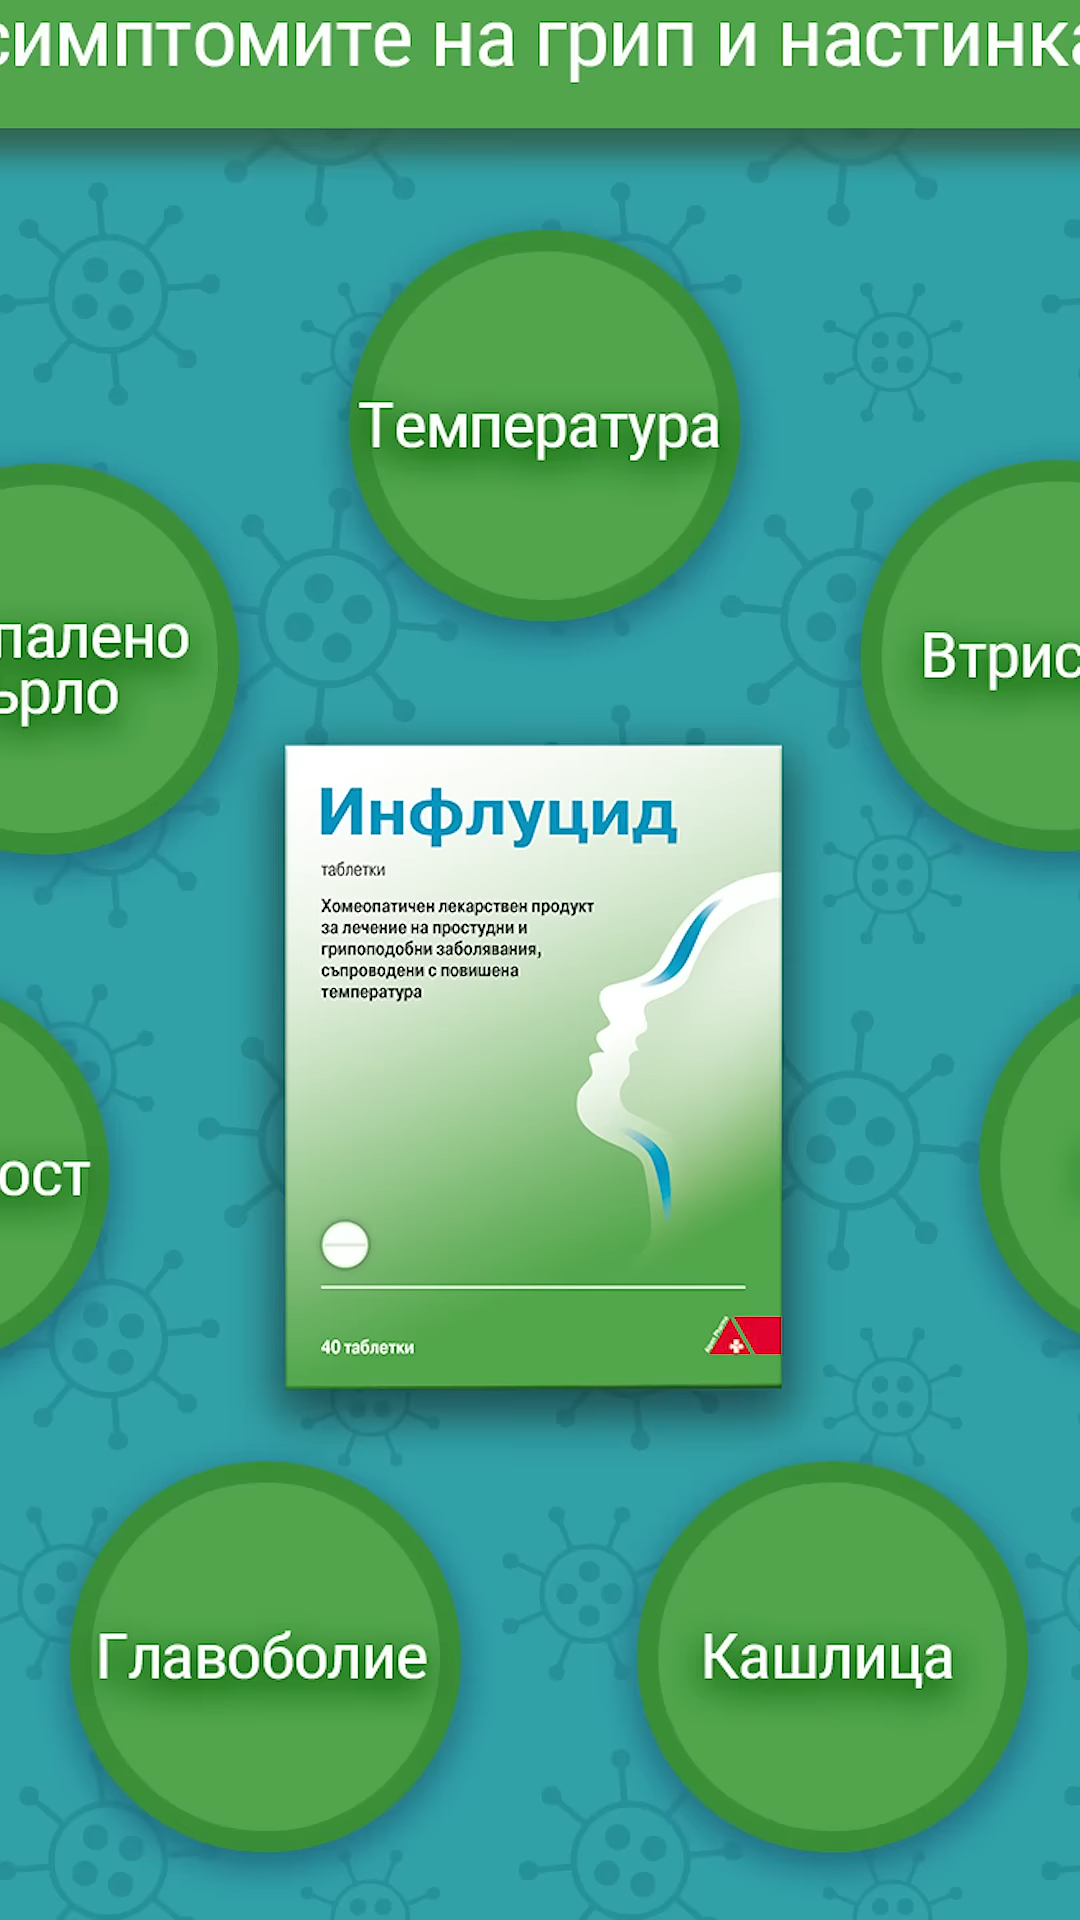 симптомите на грип и настинка
Температура
палено
ърло
Втрис
Инфлуцид
таблетки
Хомеопатичен лекарствен продукт
за лечение на простудни и
грипоподобни заболявания,
съпроводени с повишена
температура
ост
40 таблетки
Главоболие
Кашлица